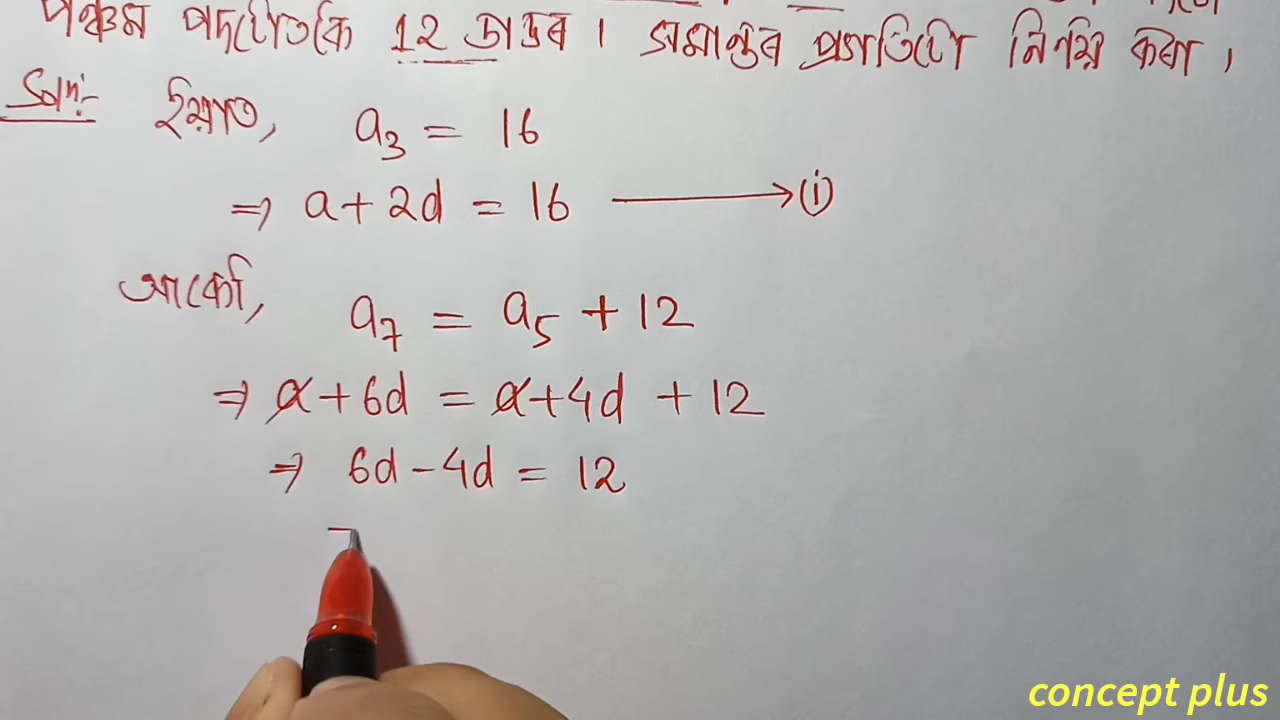 পঞ্চম পদটোতকৈ 12 ডাঙৰ। সমান্তৰ প্ৰগতিটো নিৰ্ণয় কৰা।
ইয়াত, a₃ = 16
⇒ a + 2d = 16 ⟶ (i)
আকৌ, a₇ = a₅ + 12
⇒ a + 6d = a + 4d + 12
⇒ 6d − 4d = 12
concept plus